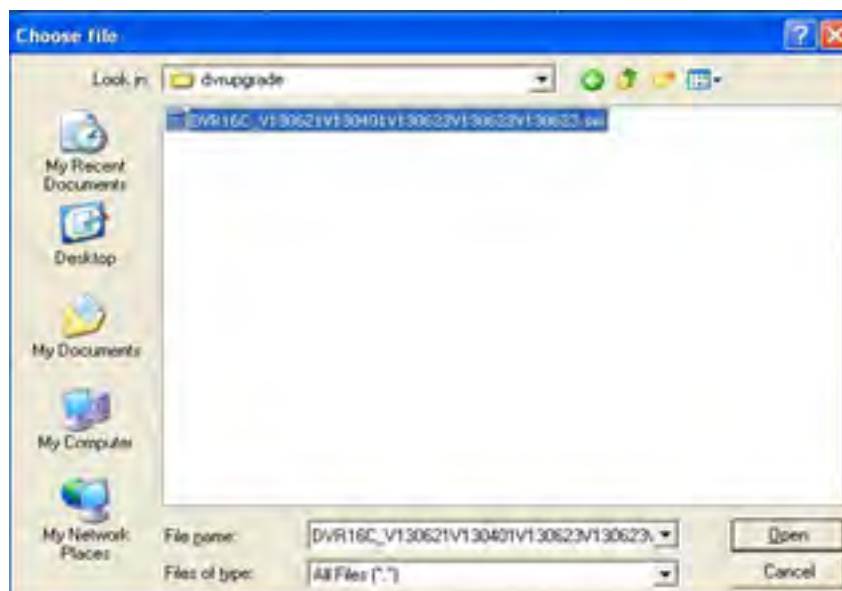 Choose file
Look in:
dvrupgrade
DVR16C_V130621V130401V130623V130623V130623
My Recent
Documents
Desktop
My Documents
My Computer
My Network
Places
File name:
DVR16C_V130621V130401V130623V130623\
Open
Files of type:
All Files (*.*)
Cancel